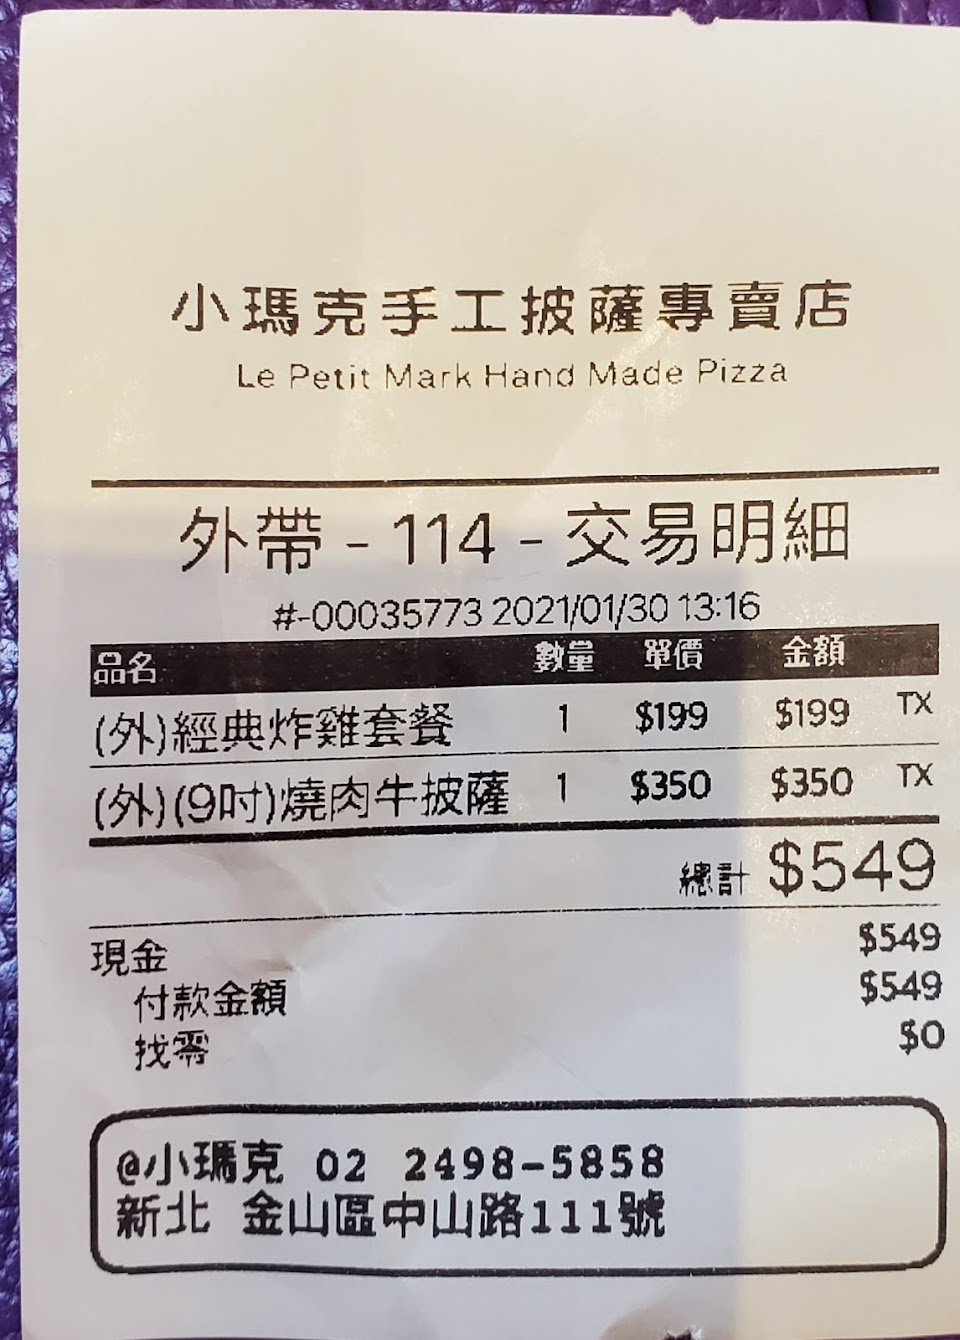 小瑪克手工披薩專賣店
Le Petit Mark Hand Made Pizza
外帶 - 114 - 交易明細
#-00035773 2021/01/30 13:16
品名 數量 單價 金額
(外)經典炸雞套餐 1 $199 $199 TX
(外)(9吋)燒肉牛披薩 1 $350 $350 TX
總計 $549
現金 $549
付款金額 $549
找零 $0
@小瑪克 02 2498-5858
新北 金山區中山路111號